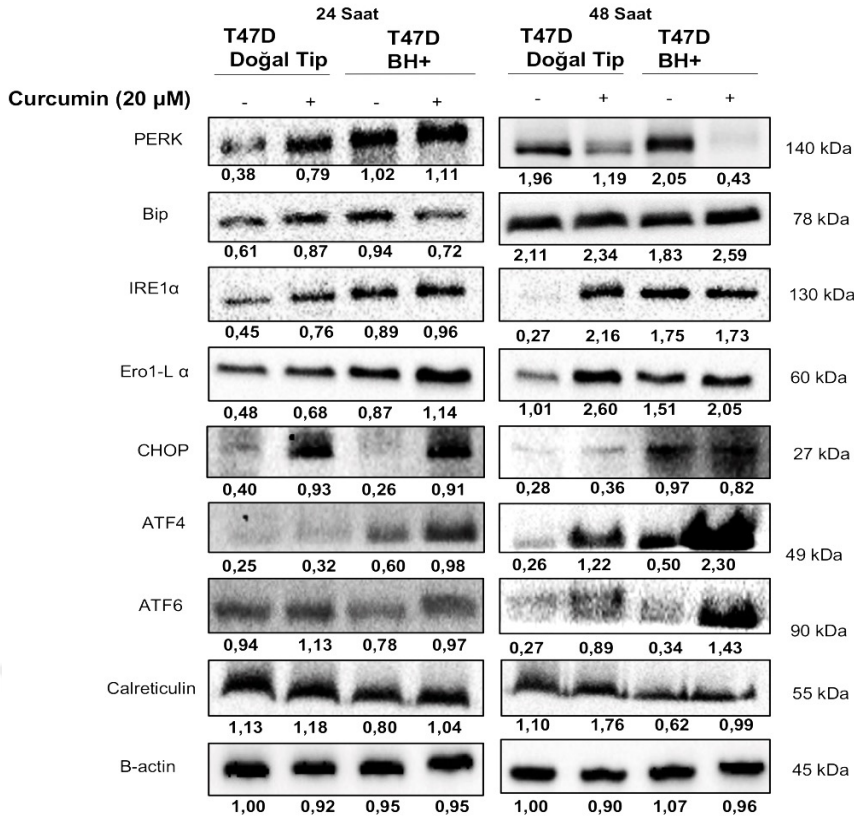 24 Saat 48 Saat
T47D Doğal Tip T47D BH+ T47D Doğal Tip T47D BH+
Curcumin (20 µM) - + - + - + - +
PERK 140 kDa
0,38 0,79 1,02 1,11 1,96 1,19 2,05 0,43
Bip 78 kDa
0,61 0,87 0,94 0,72 2,11 2,34 1,83 2,59
IRE1α 130 kDa
0,45 0,76 0,89 0,96 0,27 2,16 1,75 1,73
Ero1-L α 60 kDa
0,48 0,68 0,87 1,14 1,01 2,60 1,51 2,05
CHOP 27 kDa
0,40 0,93 0,26 0,91 0,28 0,36 0,97 0,82
ATF4 49 kDa
0,25 0,32 0,60 0,98 0,26 1,22 0,50 2,30
ATF6 90 kDa
0,94 1,13 0,78 0,97 0,27 0,89 0,34 1,43
Calreticulin 55 kDa
1,13 1,18 0,80 1,04 1,10 1,76 0,62 0,99
B-actin 45 kDa
1,00 0,92 0,95 0,95 1,00 0,90 1,07 0,96